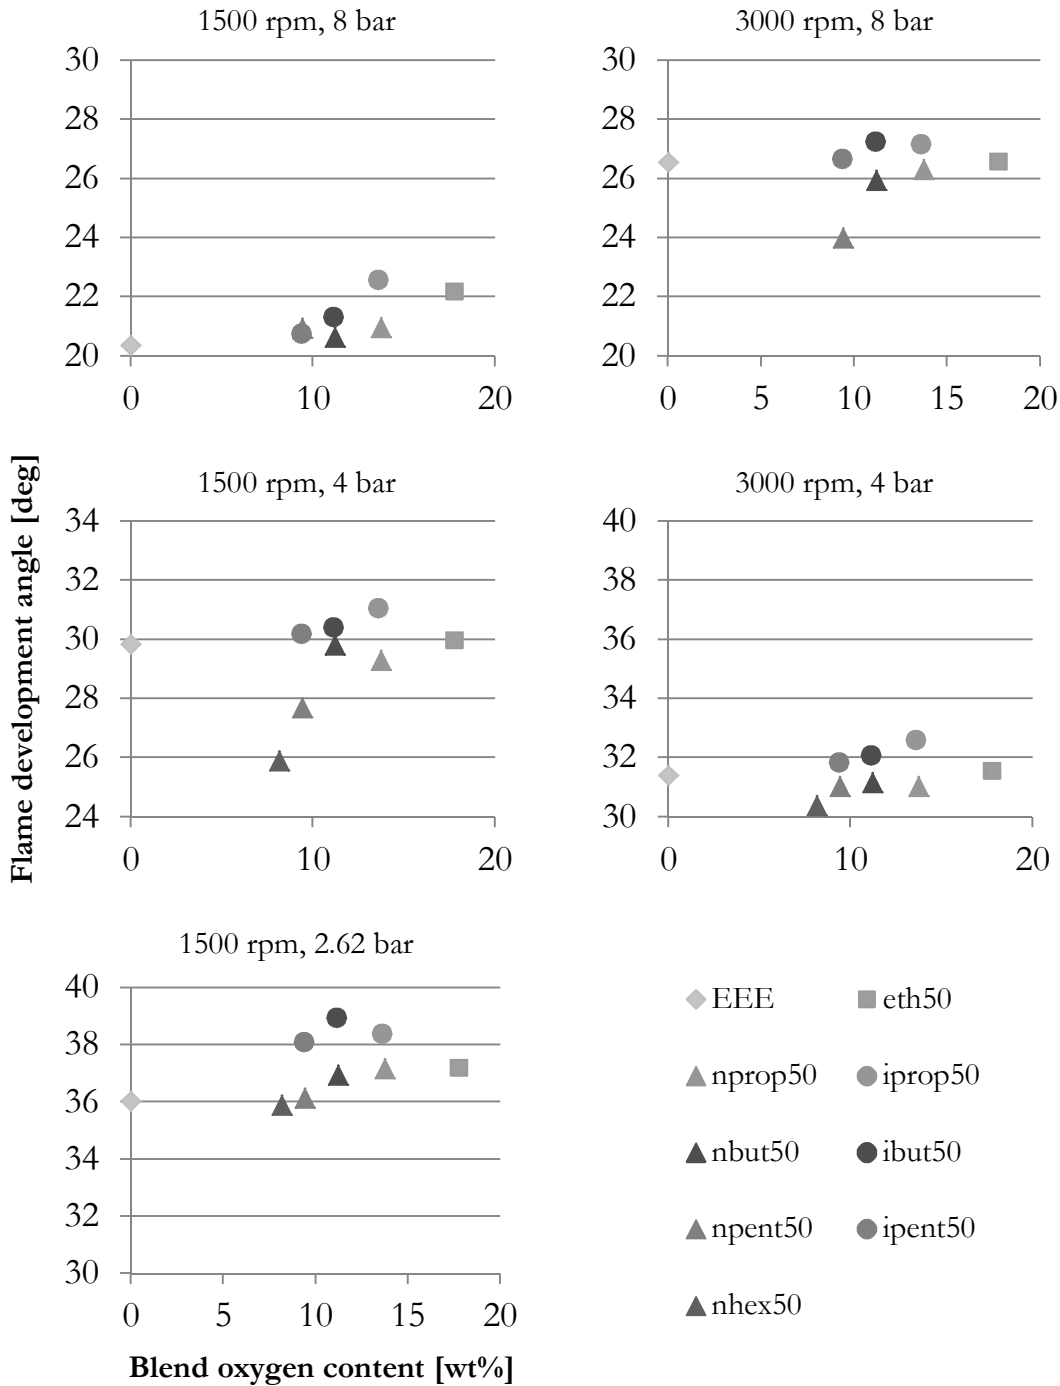 1500 rpm, 8 bar
30
28
26
24
22
20
0 10 20
3000 rpm, 8 bar
30
28
26
24
22
20
0 5 10 15 20
Flame development angle [deg]
1500 rpm, 4 bar
34
32
30
28
26
24
0 10 20
3000 rpm, 4 bar
40
38
36
34
32
30
0 10 20
1500 rpm, 2.62 bar
40
38
36
34
32
30
0 5 10 15 20
Blend oxygen content [wt%]
EEE eth50
nprop50 iprop50
nbut50 ibut50
npent50 ipent50
nhex50